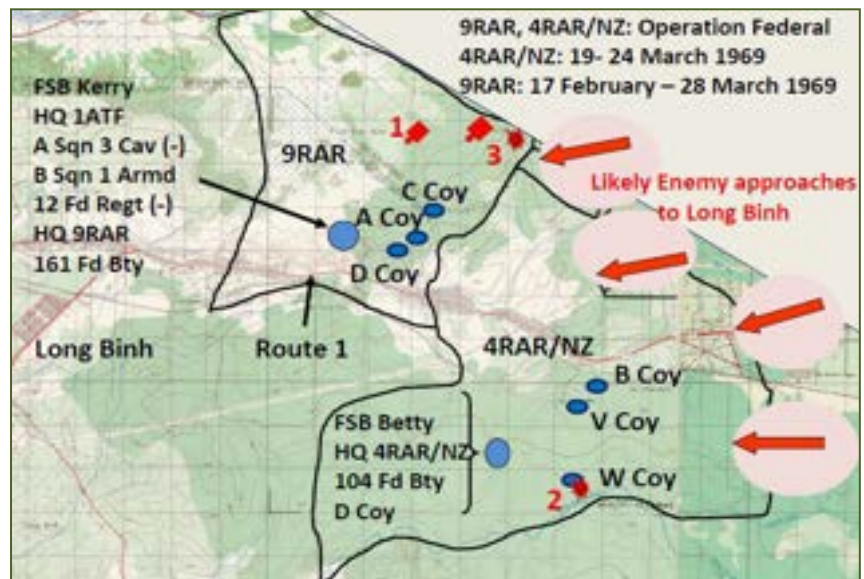 9RAR, 4RAR/NZ: Operation Federal
4RAR/NZ: 19- 24 March 1969
9RAR: 17 February – 28 March 1969
FSB Kerry
HQ 1ATF
A Sqn 3 Cav (-)
B Sqn 1 Armd
12 Fd Regt (-)
HQ 9RAR
161 Fd Bty
1
3
9RAR
C Coy
A Coy
D Coy
Likely Enemy approaches
to Long Binh
Long Binh
Route 1
4RAR/NZ
B Coy
V Coy
FSB Betty
HQ 4RAR/NZ
104 Fd Bty
D Coy
W Coy
2